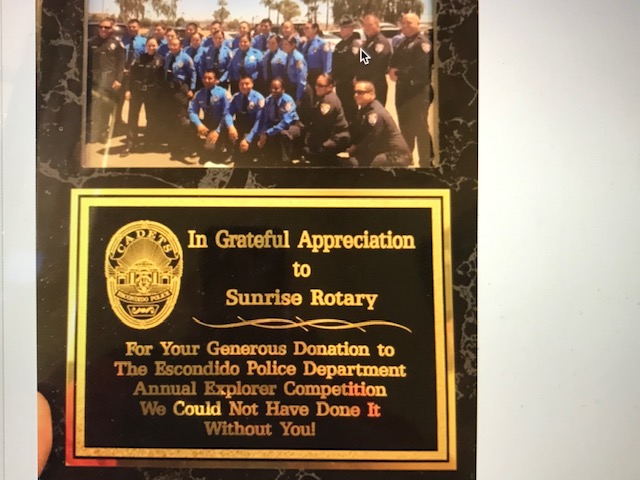 CADETS
ESCONDIDO POLICE
In Grateful Appreciation
to
Sunrise Rotary
For Your Generous Donation to
The Escondido Police Department
Annual Explorer Competition
We Could Not Have Done It
Without You!